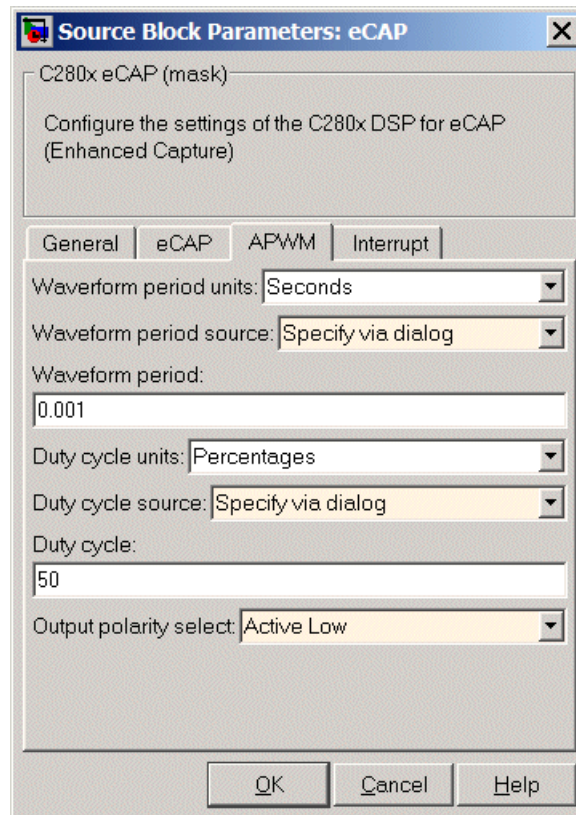 Source Block Parameters: eCAP
C280x eCAP (mask)
Configure the settings of the C280x DSP for eCAP
(Enhanced Capture)
General eCAP APWM Interrupt
Waverform period units: Seconds
Waveform period source: Specify via dialog
Waveform period:
0.001
Duty cycle units: Percentages
Duty cycle source: Specify via dialog
Duty cycle:
50
Output polarity select: Active Low
OK Cancel Help